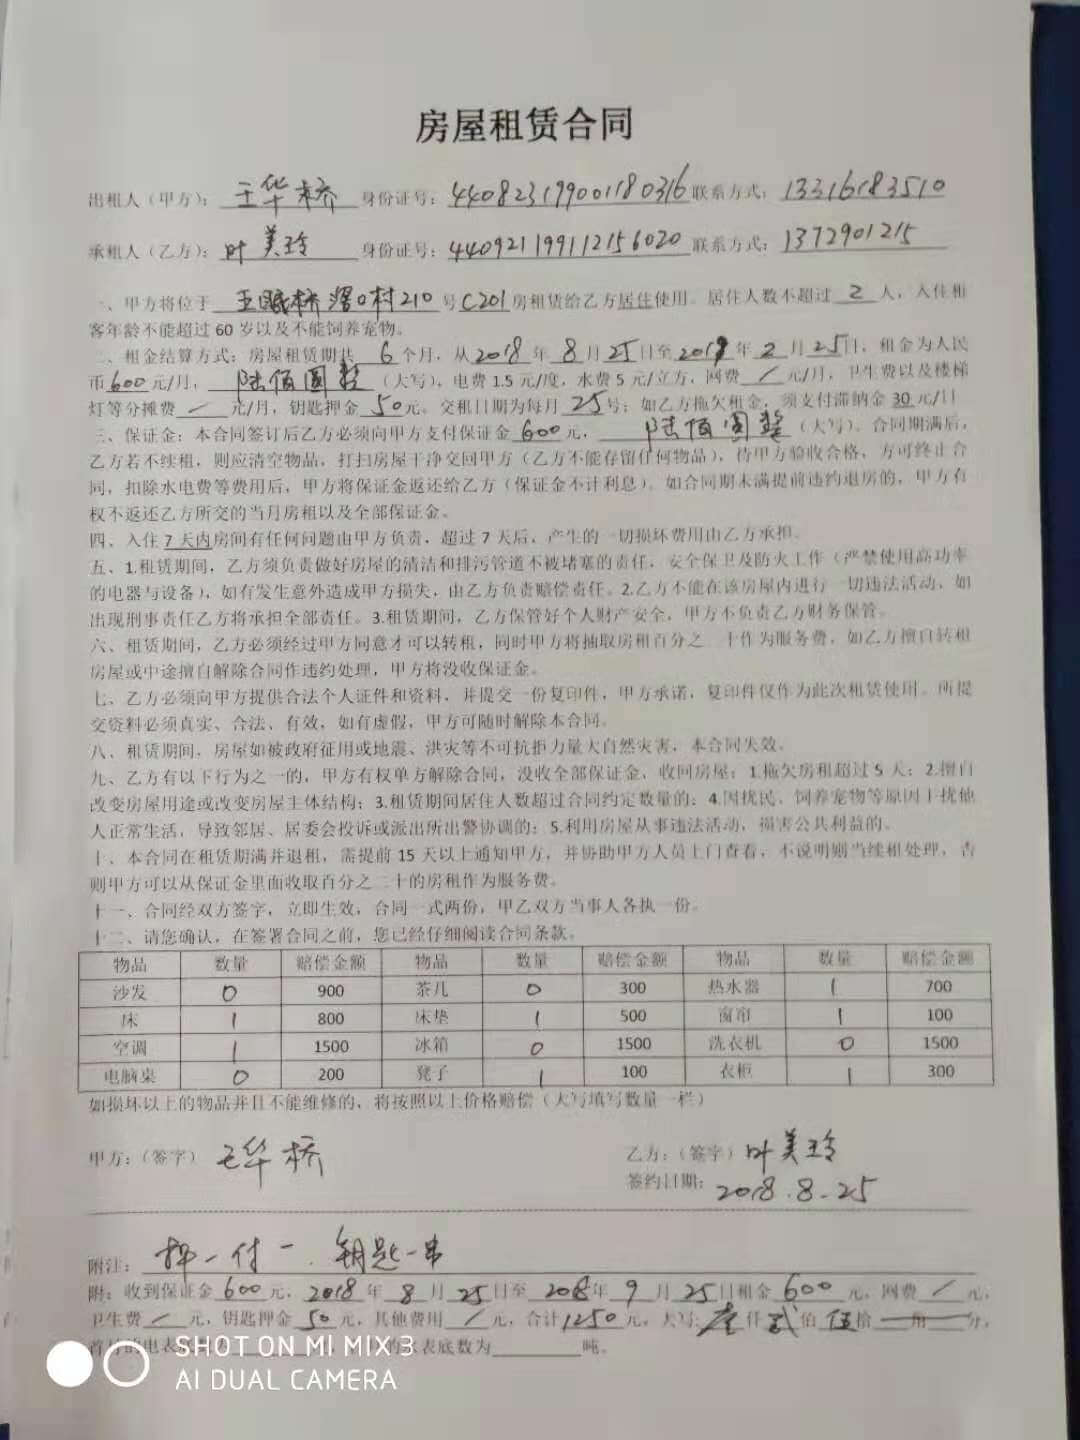 房屋租赁合同
出租人（甲方）：王华桥 身份证号：440823199001180316 联系方式：13316183510
承租人（乙方）：叶美玲 身份证号：440921199112156020 联系方式：1372901215
一、甲方将位于 滘口村210号C201房租赁给乙方居住使用。居住人数不超过2人，入住租
客年龄不能超过60岁以及不能饲养宠物。
二、租金结算方式：房屋租赁期共6个月，从2018年8月25日至2019年2月25日，租金为人民
币600元/月，陆佰圆整（大写），电费1.5元/度，水费5元/立方，网费/元/月，卫生费以及楼梯
灯等分摊费/元/月，钥匙押金50元。交租日期为每月25号；如乙方拖欠租金，须支付滞纳金30元/日
三、保证金：本合同签订后乙方必须向甲方支付保证金600元，陆佰圆整（大写）。合同期满后，
乙方若不续租，则应清空物品，打扫房屋干净交回甲方（乙方不能存留任何物品），待甲方验收合格，方可终止合
同，扣除水电费等费用后，甲方将保证金返还给乙方（保证金不计利息）。如合同期未满提前违约退房的，甲方有
权不返还乙方所交的当月房租以及全部保证金。
四、入住7天内房间有任何问题由甲方负责，超过7天后，产生的一切损坏费用由乙方承担。
五、1.租赁期间，乙方须负责做好房屋的清洁和排污管道不被堵塞的责任，安全保卫及防火工作（严禁使用高功率
的电器与设备），如有发生意外造成甲方损失，由乙方负责赔偿责任。2.乙方不能在该房屋内进行一切违法活动，如
出现刑事责任乙方将承担全部责任。3.租赁期间，乙方保管好个人财产安全，甲方不负责乙方财务保管。
六、租赁期间，乙方必须经过甲方同意才可以转租，同时甲方将抽取房租百分之二十作为服务费，如乙方擅自转租
房屋或中途擅自解除合同作违约处理，甲方将没收保证金。
七、乙方必须向甲方提供合法个人证件和资料，并提交一份复印件，甲方承诺，复印件仅作为此次租赁使用。所提
交资料必须真实、合法、有效，如有虚假，甲方可随时解除本合同。
八、租赁期间，房屋如被政府征用或地震、洪灾等不可抗拒力量大自然灾害，本合同失效。
九、乙方有以下行为之一的，甲方有权单方解除合同，没收全部保证金，收回房屋：1.拖欠房租超过5天；2.擅自
改变房屋用途或改变房屋主体结构；3.租赁期间居住人数超过合同约定数量的；4.因扰民、饲养宠物等原因干扰他
人正常生活，导致邻居、居委会投诉或派出所出警协调的；5.利用房屋从事违法活动，损害公共利益的。
十、本合同在租赁期满并退租，需提前15天以上通知甲方，并协助甲方人员上门查看，不说明则当续租处理，否
则甲方可以从保证金里面收取百分之二十的房租作为服务费。
十一、合同经双方签字，立即生效，合同一式两份，甲乙双方当事人各执一份。
十二、请您确认，在签署合同之前，您已经仔细阅读合同条款。
物品 数量 赔偿金额 物品 数量 赔偿金额 物品 数量 赔偿金额
沙发 0 900 茶几 0 300 热水器 1 700
床 1 800 床垫 1 500 窗帘 1 100
空调 1 1500 冰箱 0 1500 洗衣机 0 1500
电脑桌 0 200 凳子 1 100 衣柜 1 300
如损坏以上的物品并且不能维修的，将按照以上价格赔偿（大写填写数量一栏）
甲方：（签字）王华桥 乙方：（签字）叶美玲
签约日期：2018.8.25
附注：押一付一．钥匙一串
附：收到保证金600元，2018年8月25日至2018年9月25日租金600元，网费/元，
卫生费/元，钥匙押金50元，其他费用/元，合计1250元，大写：壹仟贰佰伍拾一角一分，
表底数为 吨。
SHOT ON MI MIX 3
AI DUAL CAMERA